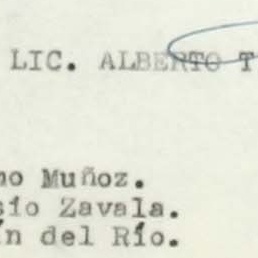 LIC. ALBERTO T
no Muñoz.
sio Zavala.
n del Río.